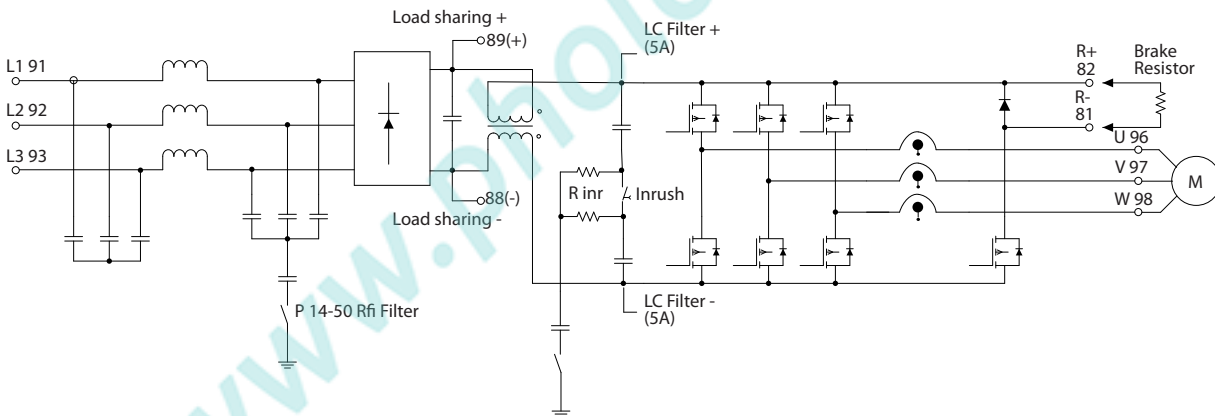 Load sharing +
89(+)
LC Filter +
(5A)
L1 91
L2 92
L3 93
R+
82
Brake
Resistor
R-
81
U 96
V 97
W 98
M
R inr
Inrush
88(-)
Load sharing -
P 14-50 Rfi Filter
LC Filter -
(5A)